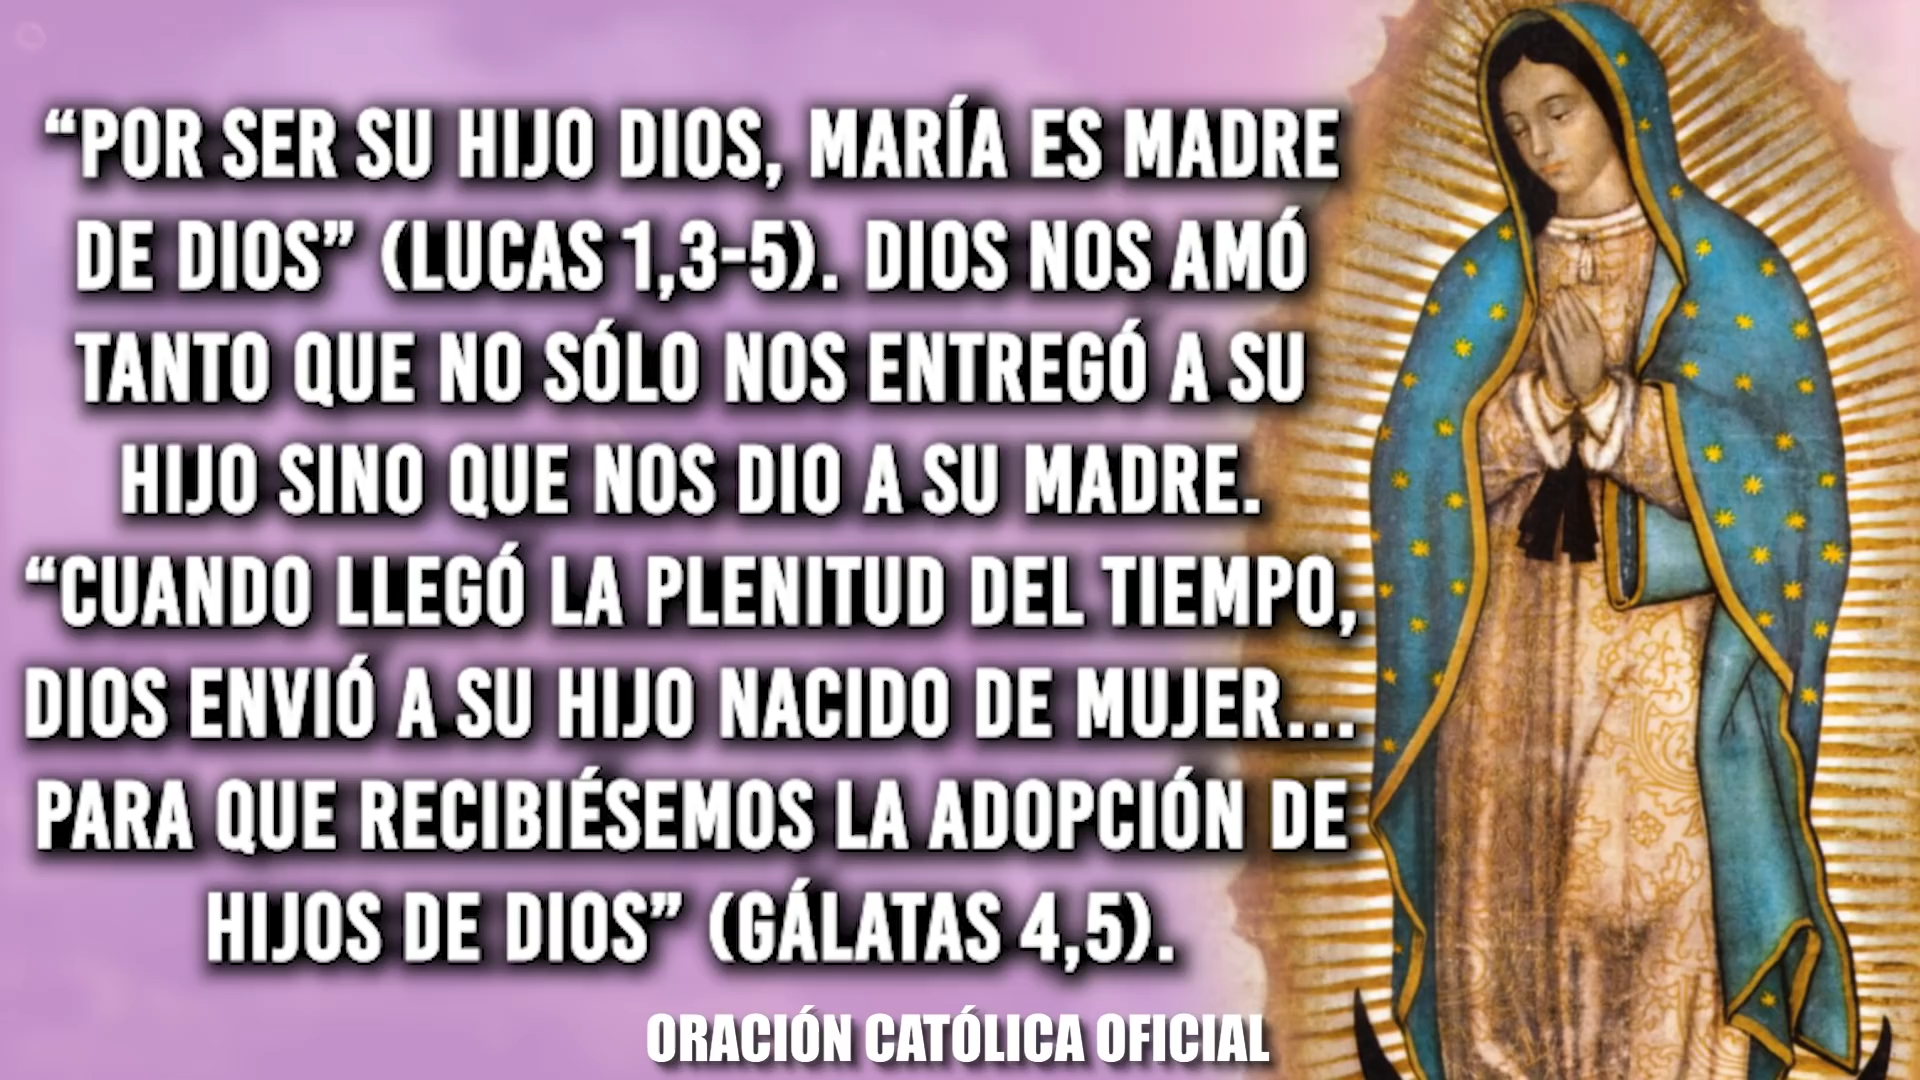 “POR SER SU HIJO DIOS, MARÍA ES MADRE
DE DIOS” (LUCAS 1,3-5). DIOS NOS AMÓ
TANTO QUE NO SÓLO NOS ENTREGÓ A SU
HIJO SINO QUE NOS DIO A SU MADRE.
“CUANDO LLEGÓ LA PLENITUD DEL TIEMPO,
DIOS ENVIÓ A SU HIJO NACIDO DE MUJER...
PARA QUE RECIBIÉSEMOS LA ADOPCIÓN DE
HIJOS DE DIOS” (GÁLATAS 4,5).
ORACIÓN CATÓLICA OFICIAL